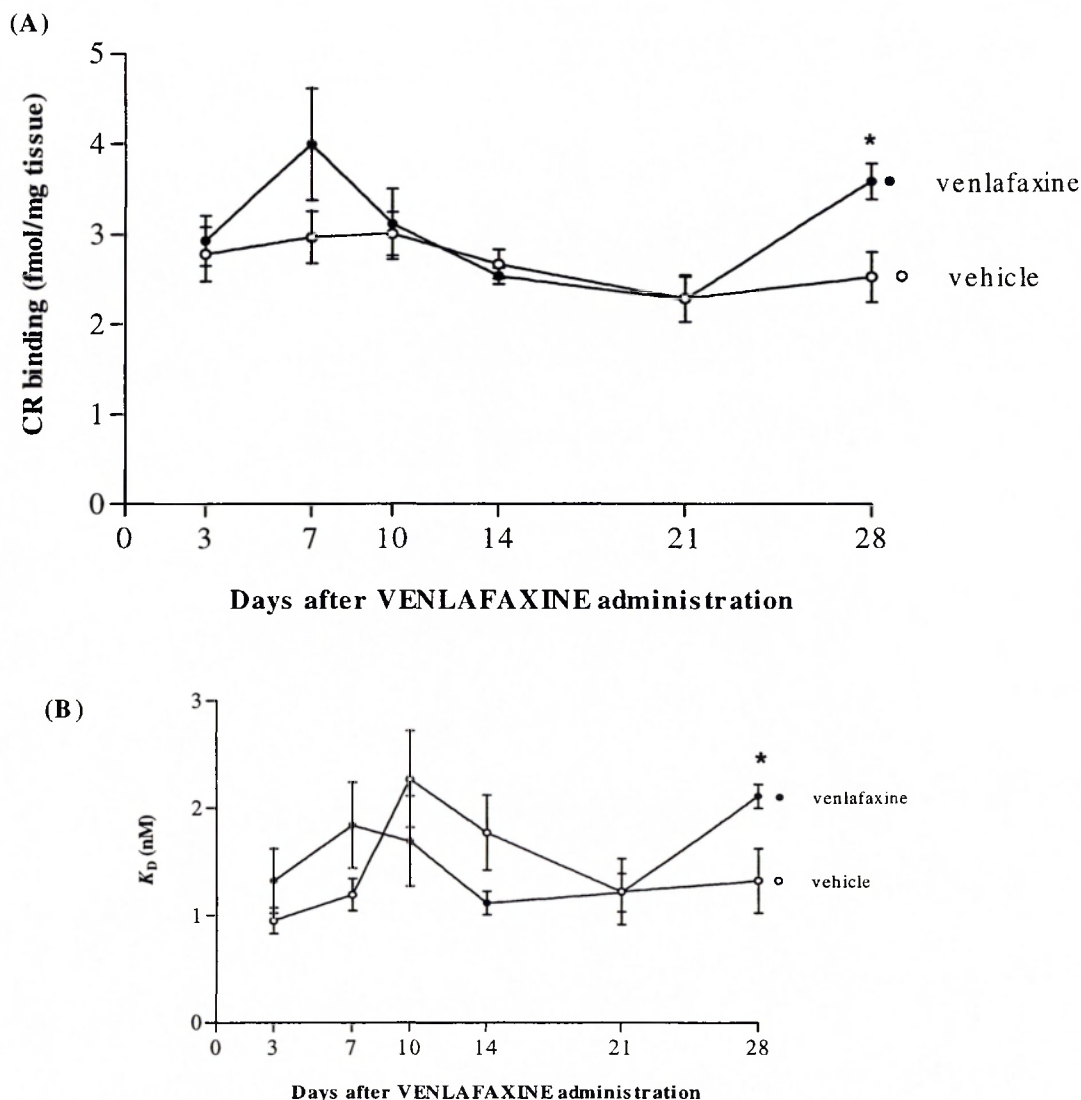 (A)
CR binding (fmol/mg tissue)
5
4
3
2
1
0
*
venlafaxine
vehicle
0 3 7 10 14 21 28
Days after VENLAFAXINE administration
(B)
K_D (nM)
3
2
1
0
*
venlafaxine
vehicle
0 3 7 10 14 21 28
Days after VENLAFAXINE administration